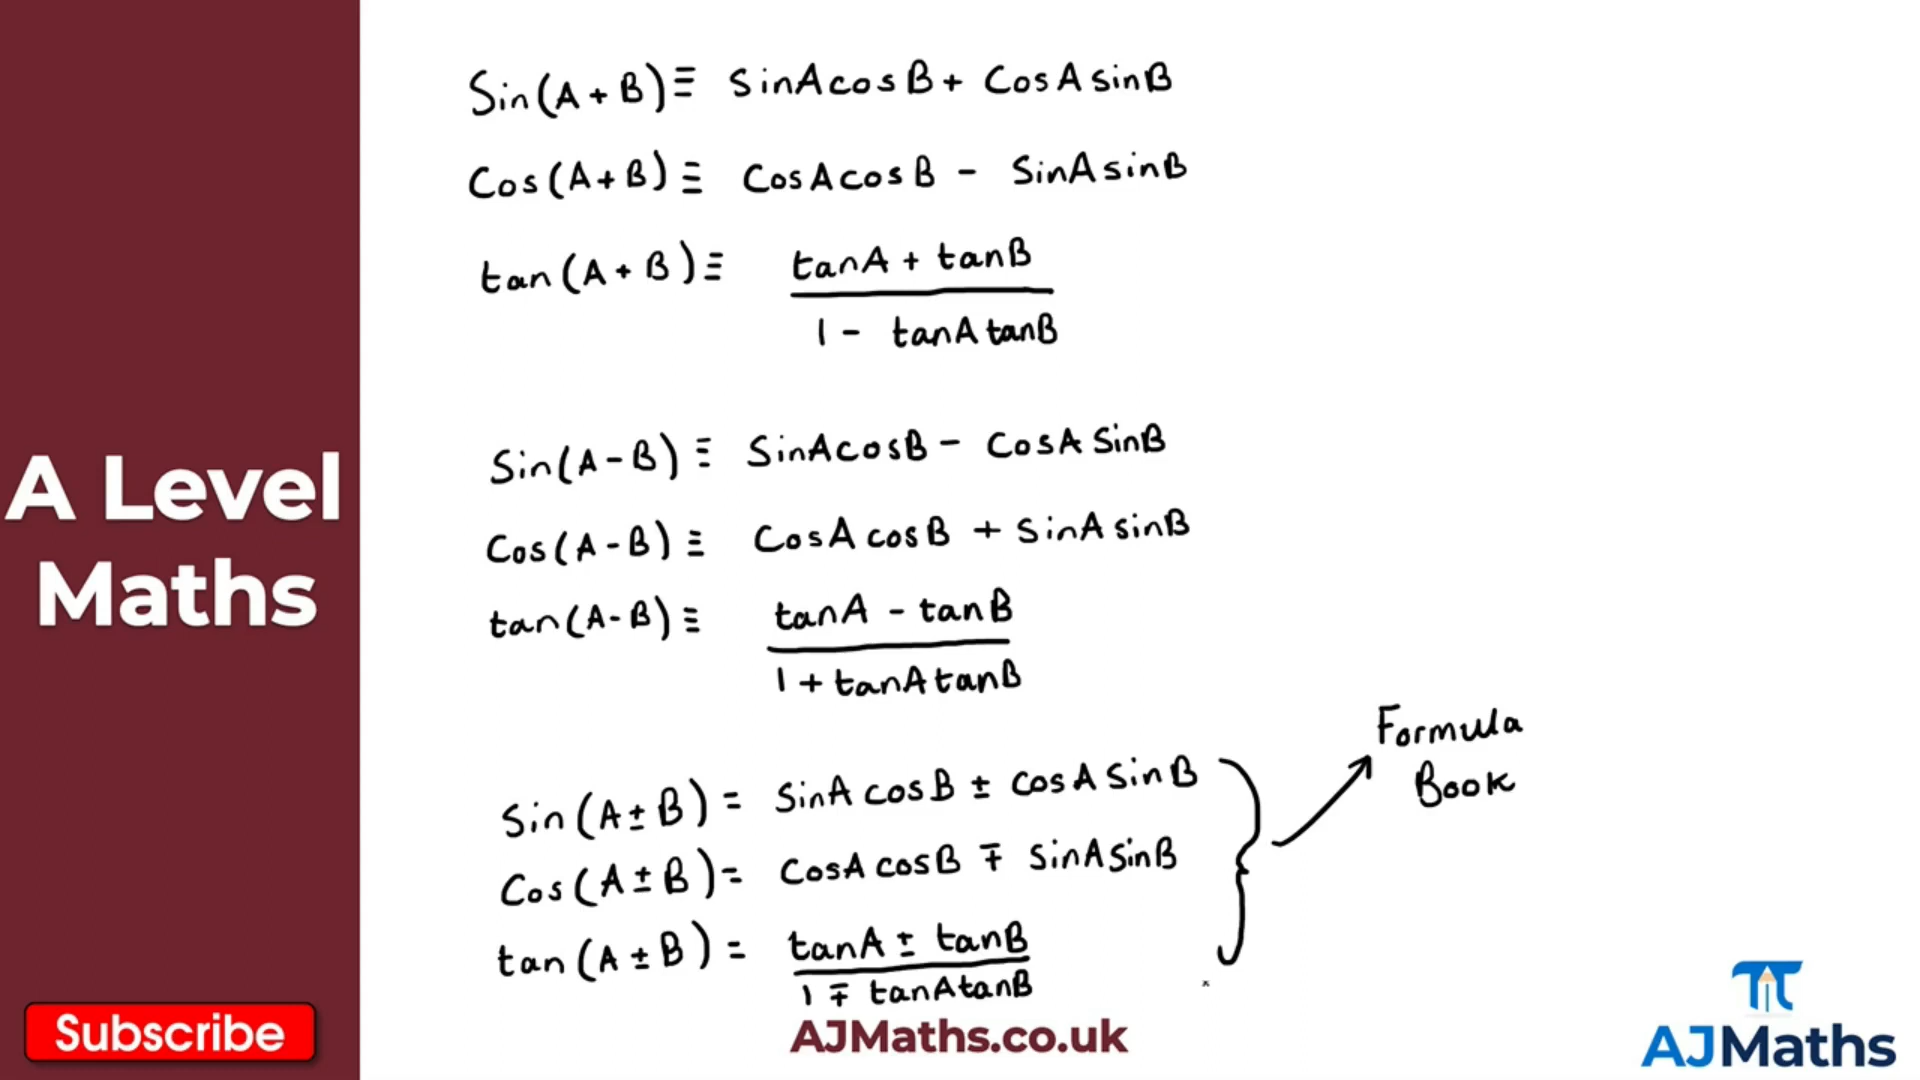 A Level
Maths
Sin(A + B) ≡ SinAcosB + CosAsinB
Cos(A+B) ≡ CosAcosB - SinAsinB
tan(A + B) ≡ tanA + tanB
1 - tanAtanB
Sin(A-B) ≡ SinAcosB - CosASinB
Cos(A-B) ≡ CosAcosB + SinAsinB
tan(A-B) ≡ tanA - tanB
1 + tanAtanB
Sin(A±B) = SinAcosB ± cosASinB
Cos(A±B) = CosAcosB ∓ SinASinB
tan(A±B) = tanA ± tanB
1 ∓ tanAtanB
Formula
Book
Subscribe
AJMaths.co.uk
AJMaths